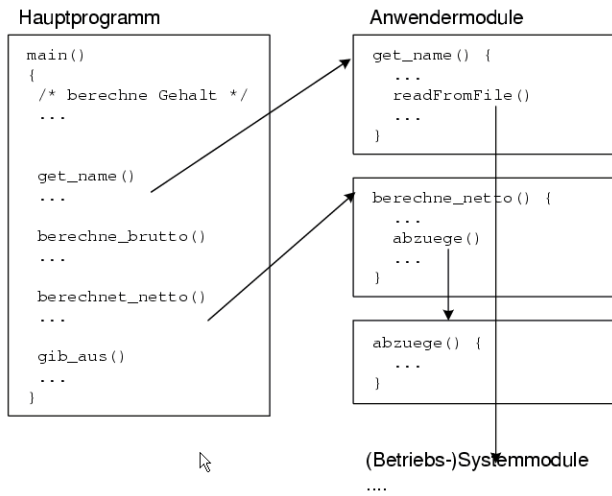 Hauptprogramm
main()
{
/* berechne Gehalt */
...
get_name()
...
berechne_brutto()
...
berechnet_netto()
...
gib_aus()
...
}
Anwendermodule
get_name() {
...
readFromFile()
...
}
berechne_netto() {
...
abzuege()
...
}
abzuege() {
...
}
(Betriebs-)Systemmodule
....